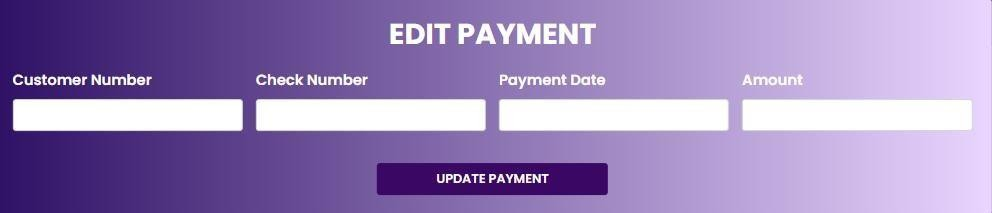 EDIT PAYMENT
Customer Number Check Number Payment Date Amount
UPDATE PAYMENT